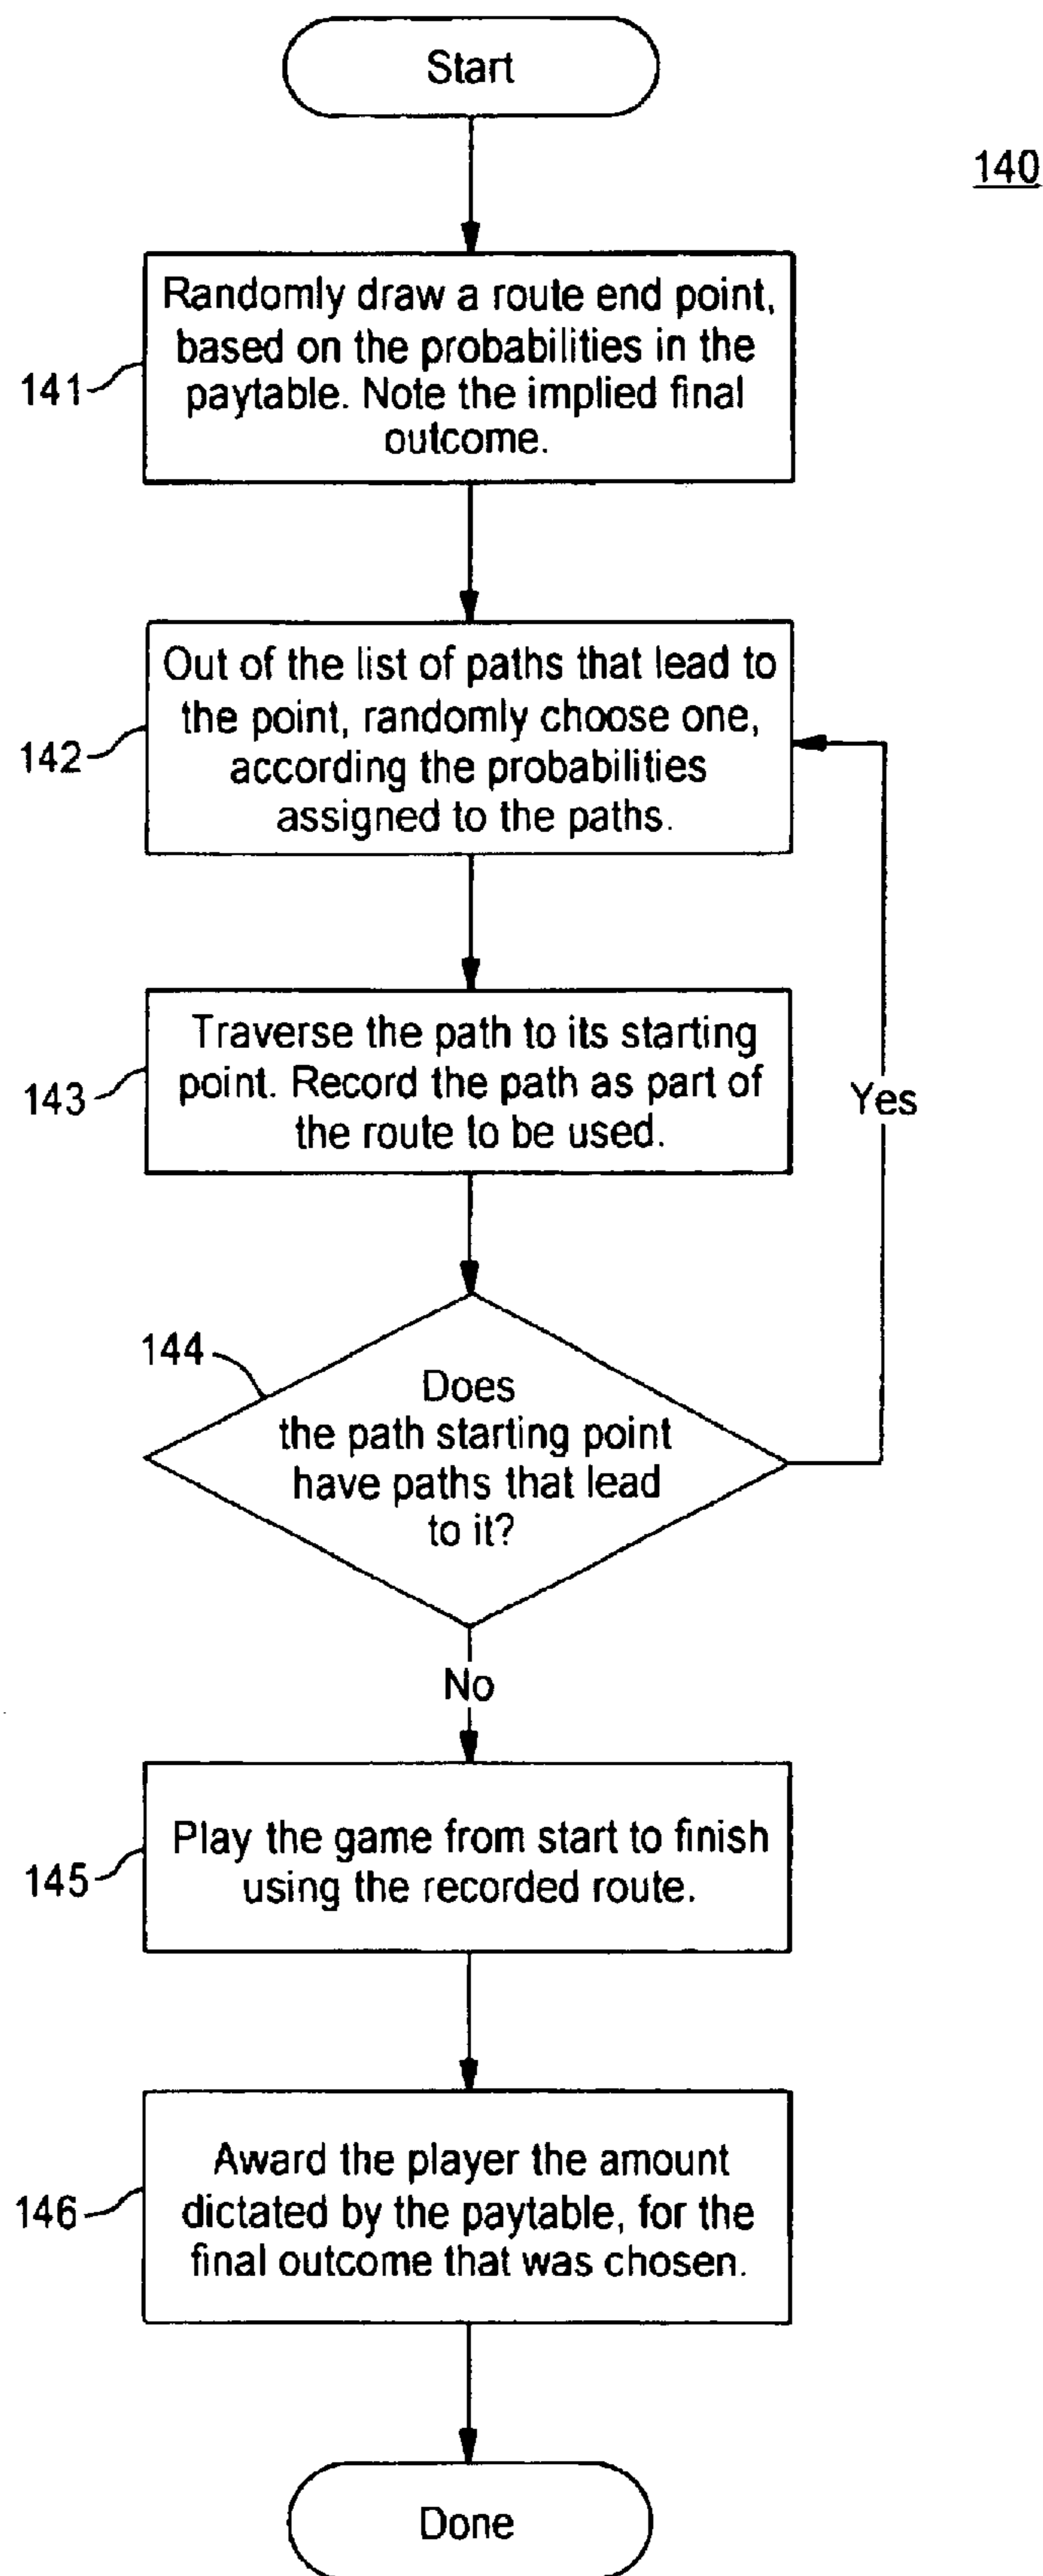 Start
140
Randomly draw a route end point,
based on the probabilities in the
paytable. Note the implied final
outcome.
141
Out of the list of paths that lead to
the point, randomly choose one,
according the probabilities
assigned to the paths.
142
Traverse the path to its starting
point. Record the path as part of
the route to be used.
143
Yes
144
Does
the path starting point
have paths that lead
to it?
No
Play the game from start to finish
using the recorded route.
145
Award the player the amount
dictated by the paytable, for the
final outcome that was chosen.
146
Done